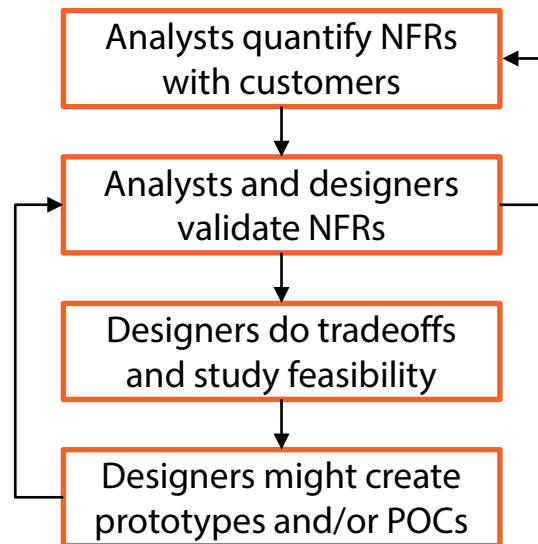 Analysts quantify NFRs
with customers
Analysts and designers
validate NFRs
Designers do tradeoffs
and study feasibility
Designers might create
prototypes and/or POCs